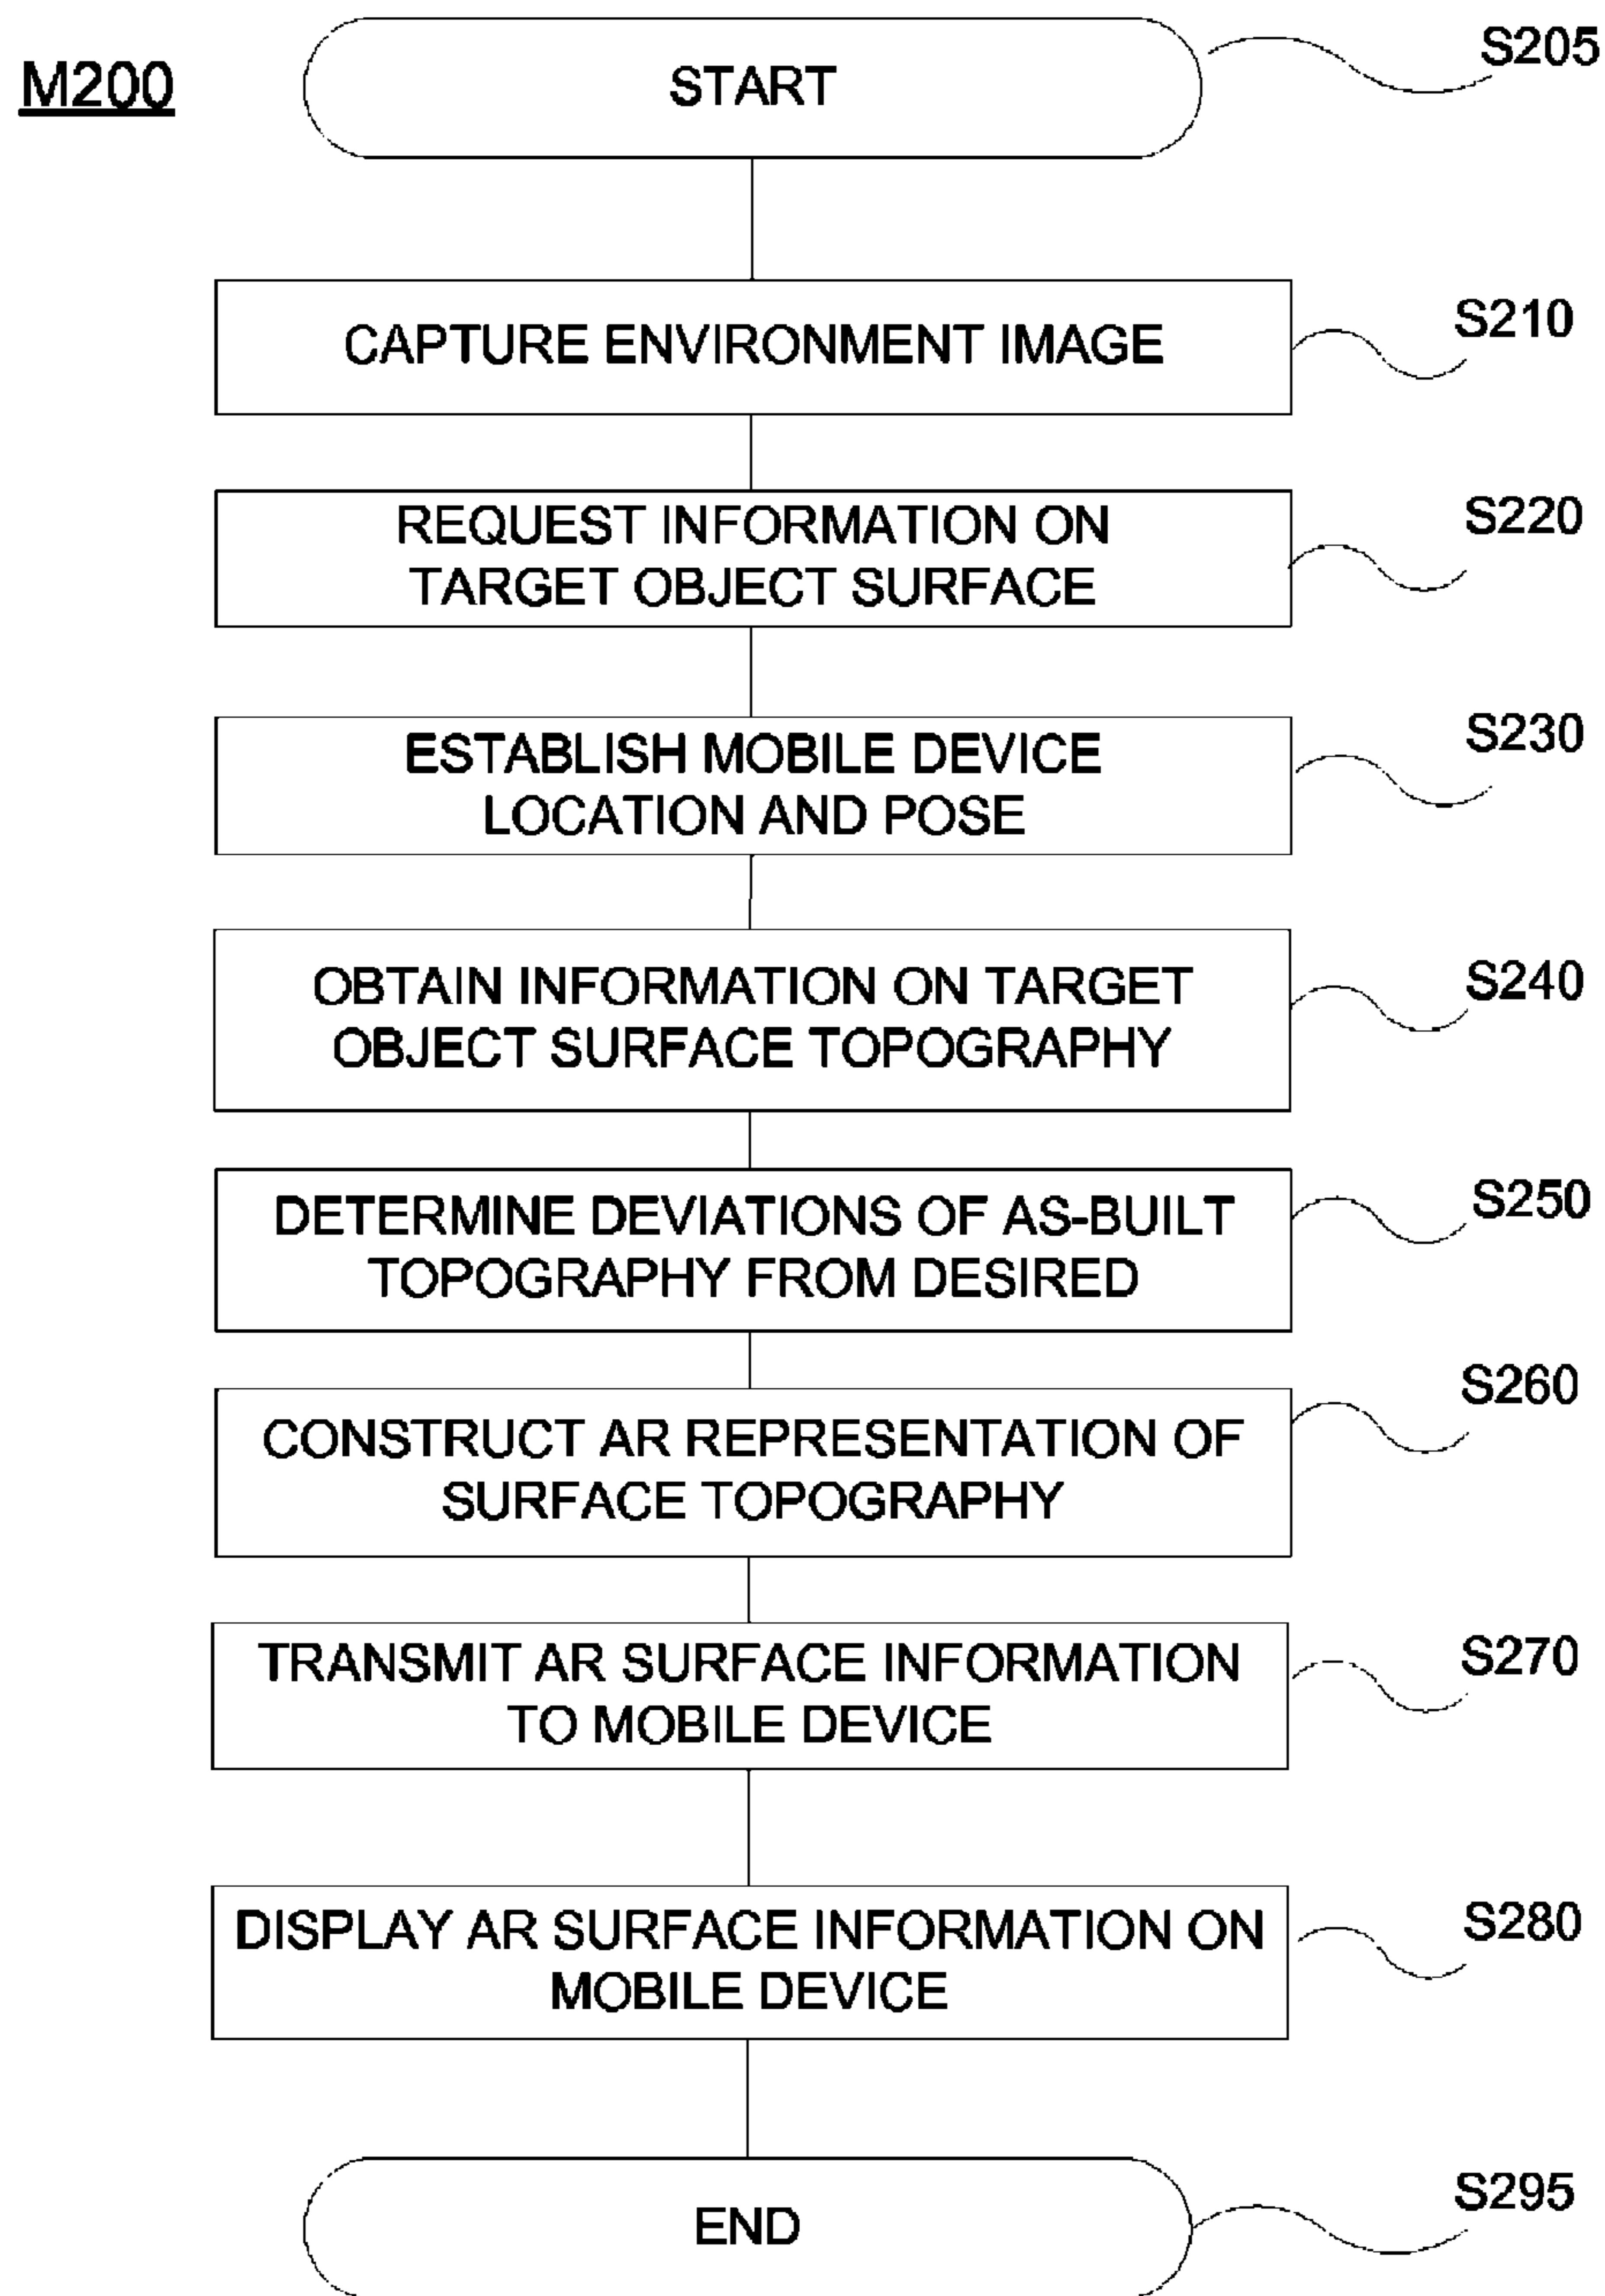 M200
START
S205
CAPTURE ENVIRONMENT IMAGE
S210
REQUEST INFORMATION ON
TARGET OBJECT SURFACE
S220
ESTABLISH MOBILE DEVICE
LOCATION AND POSE
S230
OBTAIN INFORMATION ON TARGET
OBJECT SURFACE TOPOGRAPHY
S240
DETERMINE DEVIATIONS OF AS-BUILT
TOPOGRAPHY FROM DESIRED
S250
CONSTRUCT AR REPRESENTATION OF
SURFACE TOPOGRAPHY
S260
TRANSMIT AR SURFACE INFORMATION
TO MOBILE DEVICE
S270
DISPLAY AR SURFACE INFORMATION ON
MOBILE DEVICE
S280
END
S295